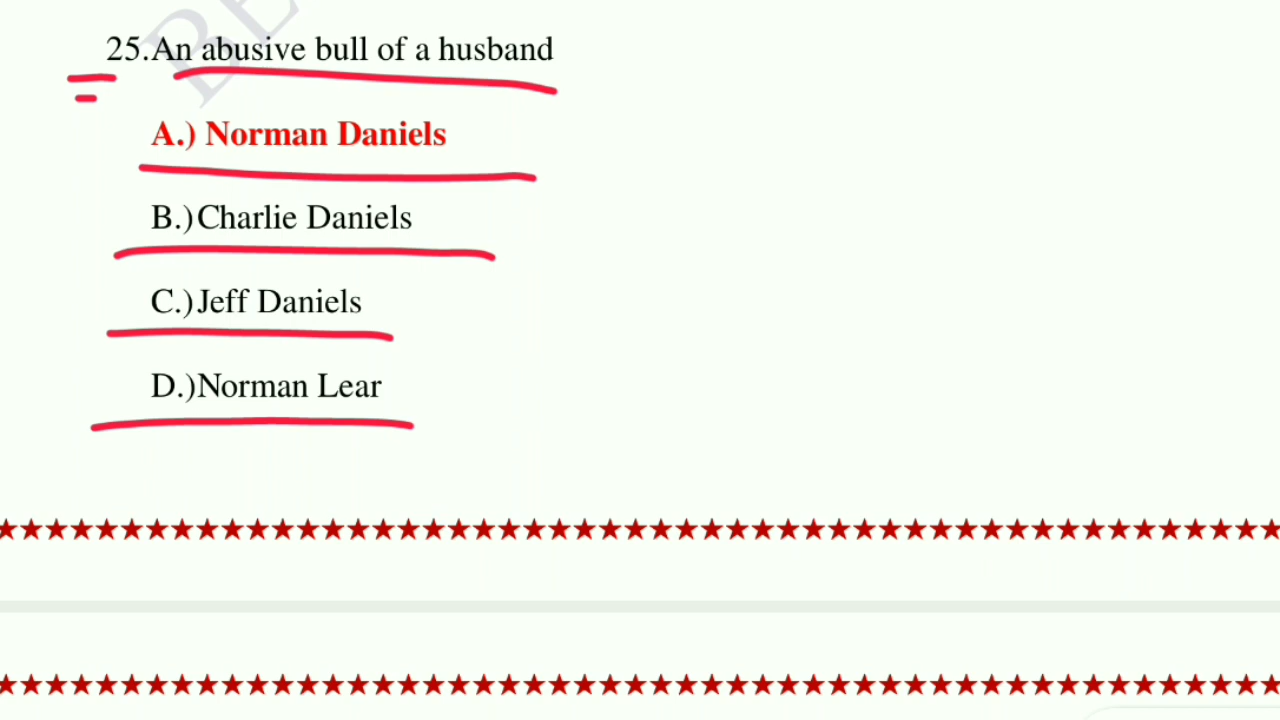 25.An abusive bull of a husband
A.) Norman Daniels
B.)Charlie Daniels
C.)Jeff Daniels
D.)Norman Lear